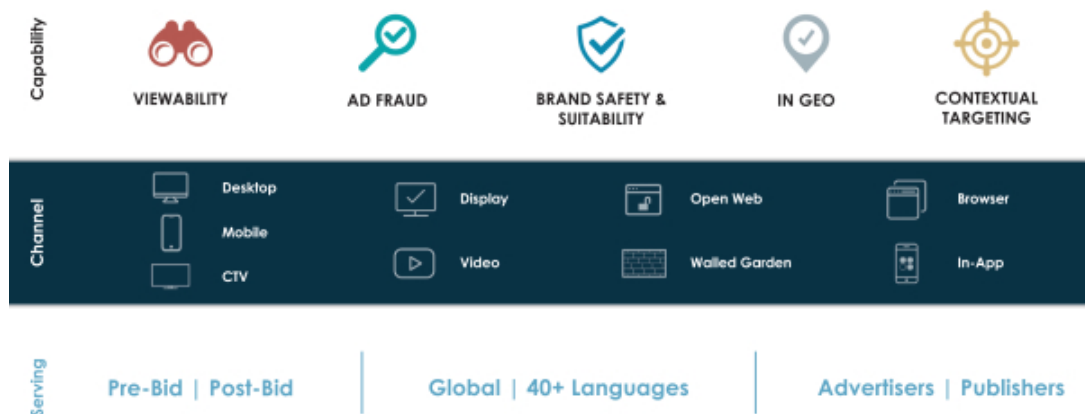 Capability
VIEWABILITY
AD FRAUD
BRAND SAFETY &
SUITABILITY
IN GEO
CONTEXTUAL
TARGETING
Channel
Desktop
Mobile
CTV
Display
Video
Open Web
Walled Garden
Browser
In-App
Serving
Pre-Bid | Post-Bid
Global | 40+ Languages
Advertisers | Publishers